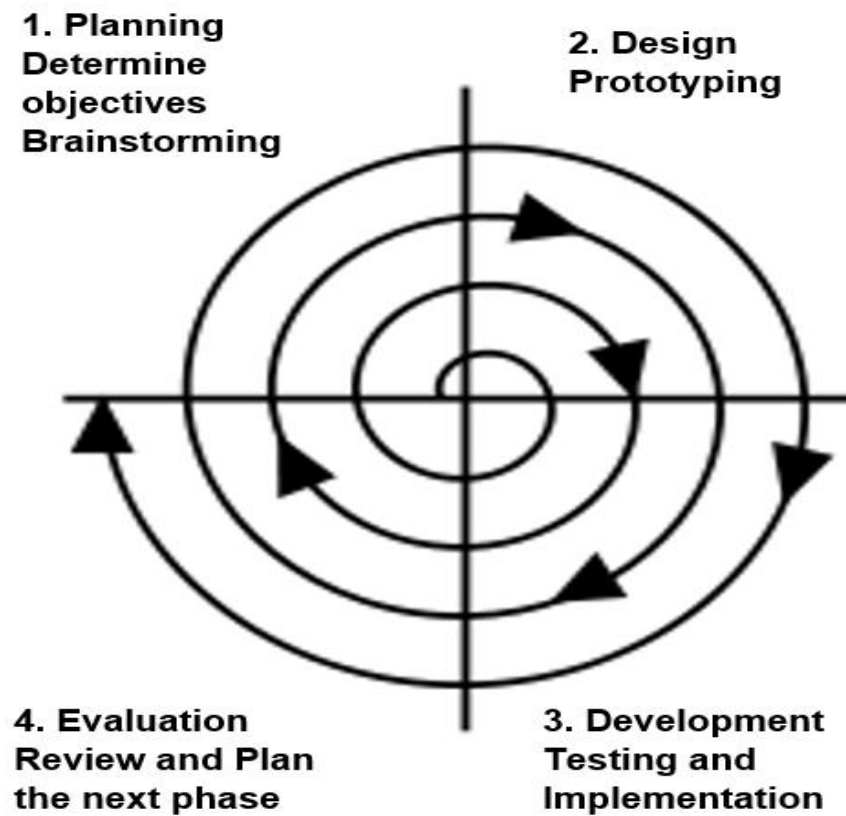 1. Planning
Determine
objectives
Brainstorming
2. Design
Prototyping
4. Evaluation
Review and Plan
the next phase
3. Development
Testing and
Implementation